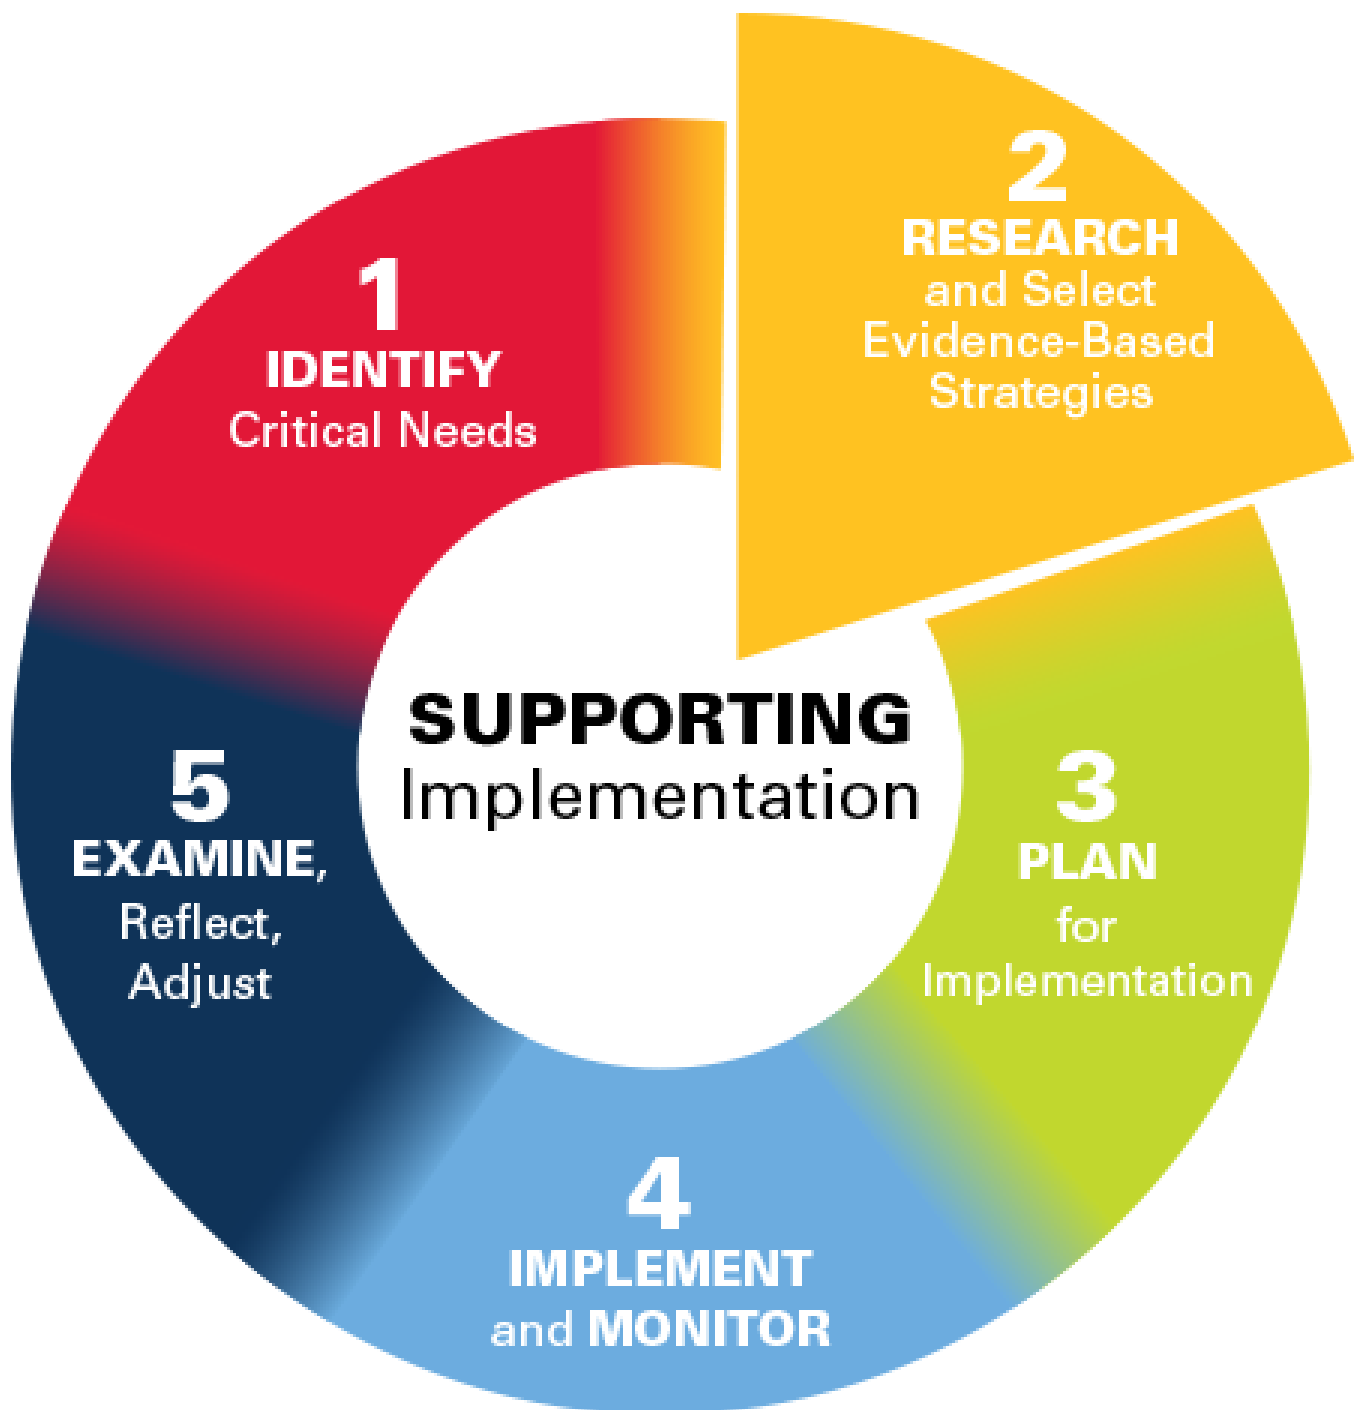 1
IDENTIFY
Critical Needs
2
RESEARCH
and Select
Evidence-Based
Strategies
3
PLAN
for
Implementation
4
IMPLEMENT
and MONITOR
5
EXAMINE,
Reflect,
Adjust
SUPPORTING
Implementation